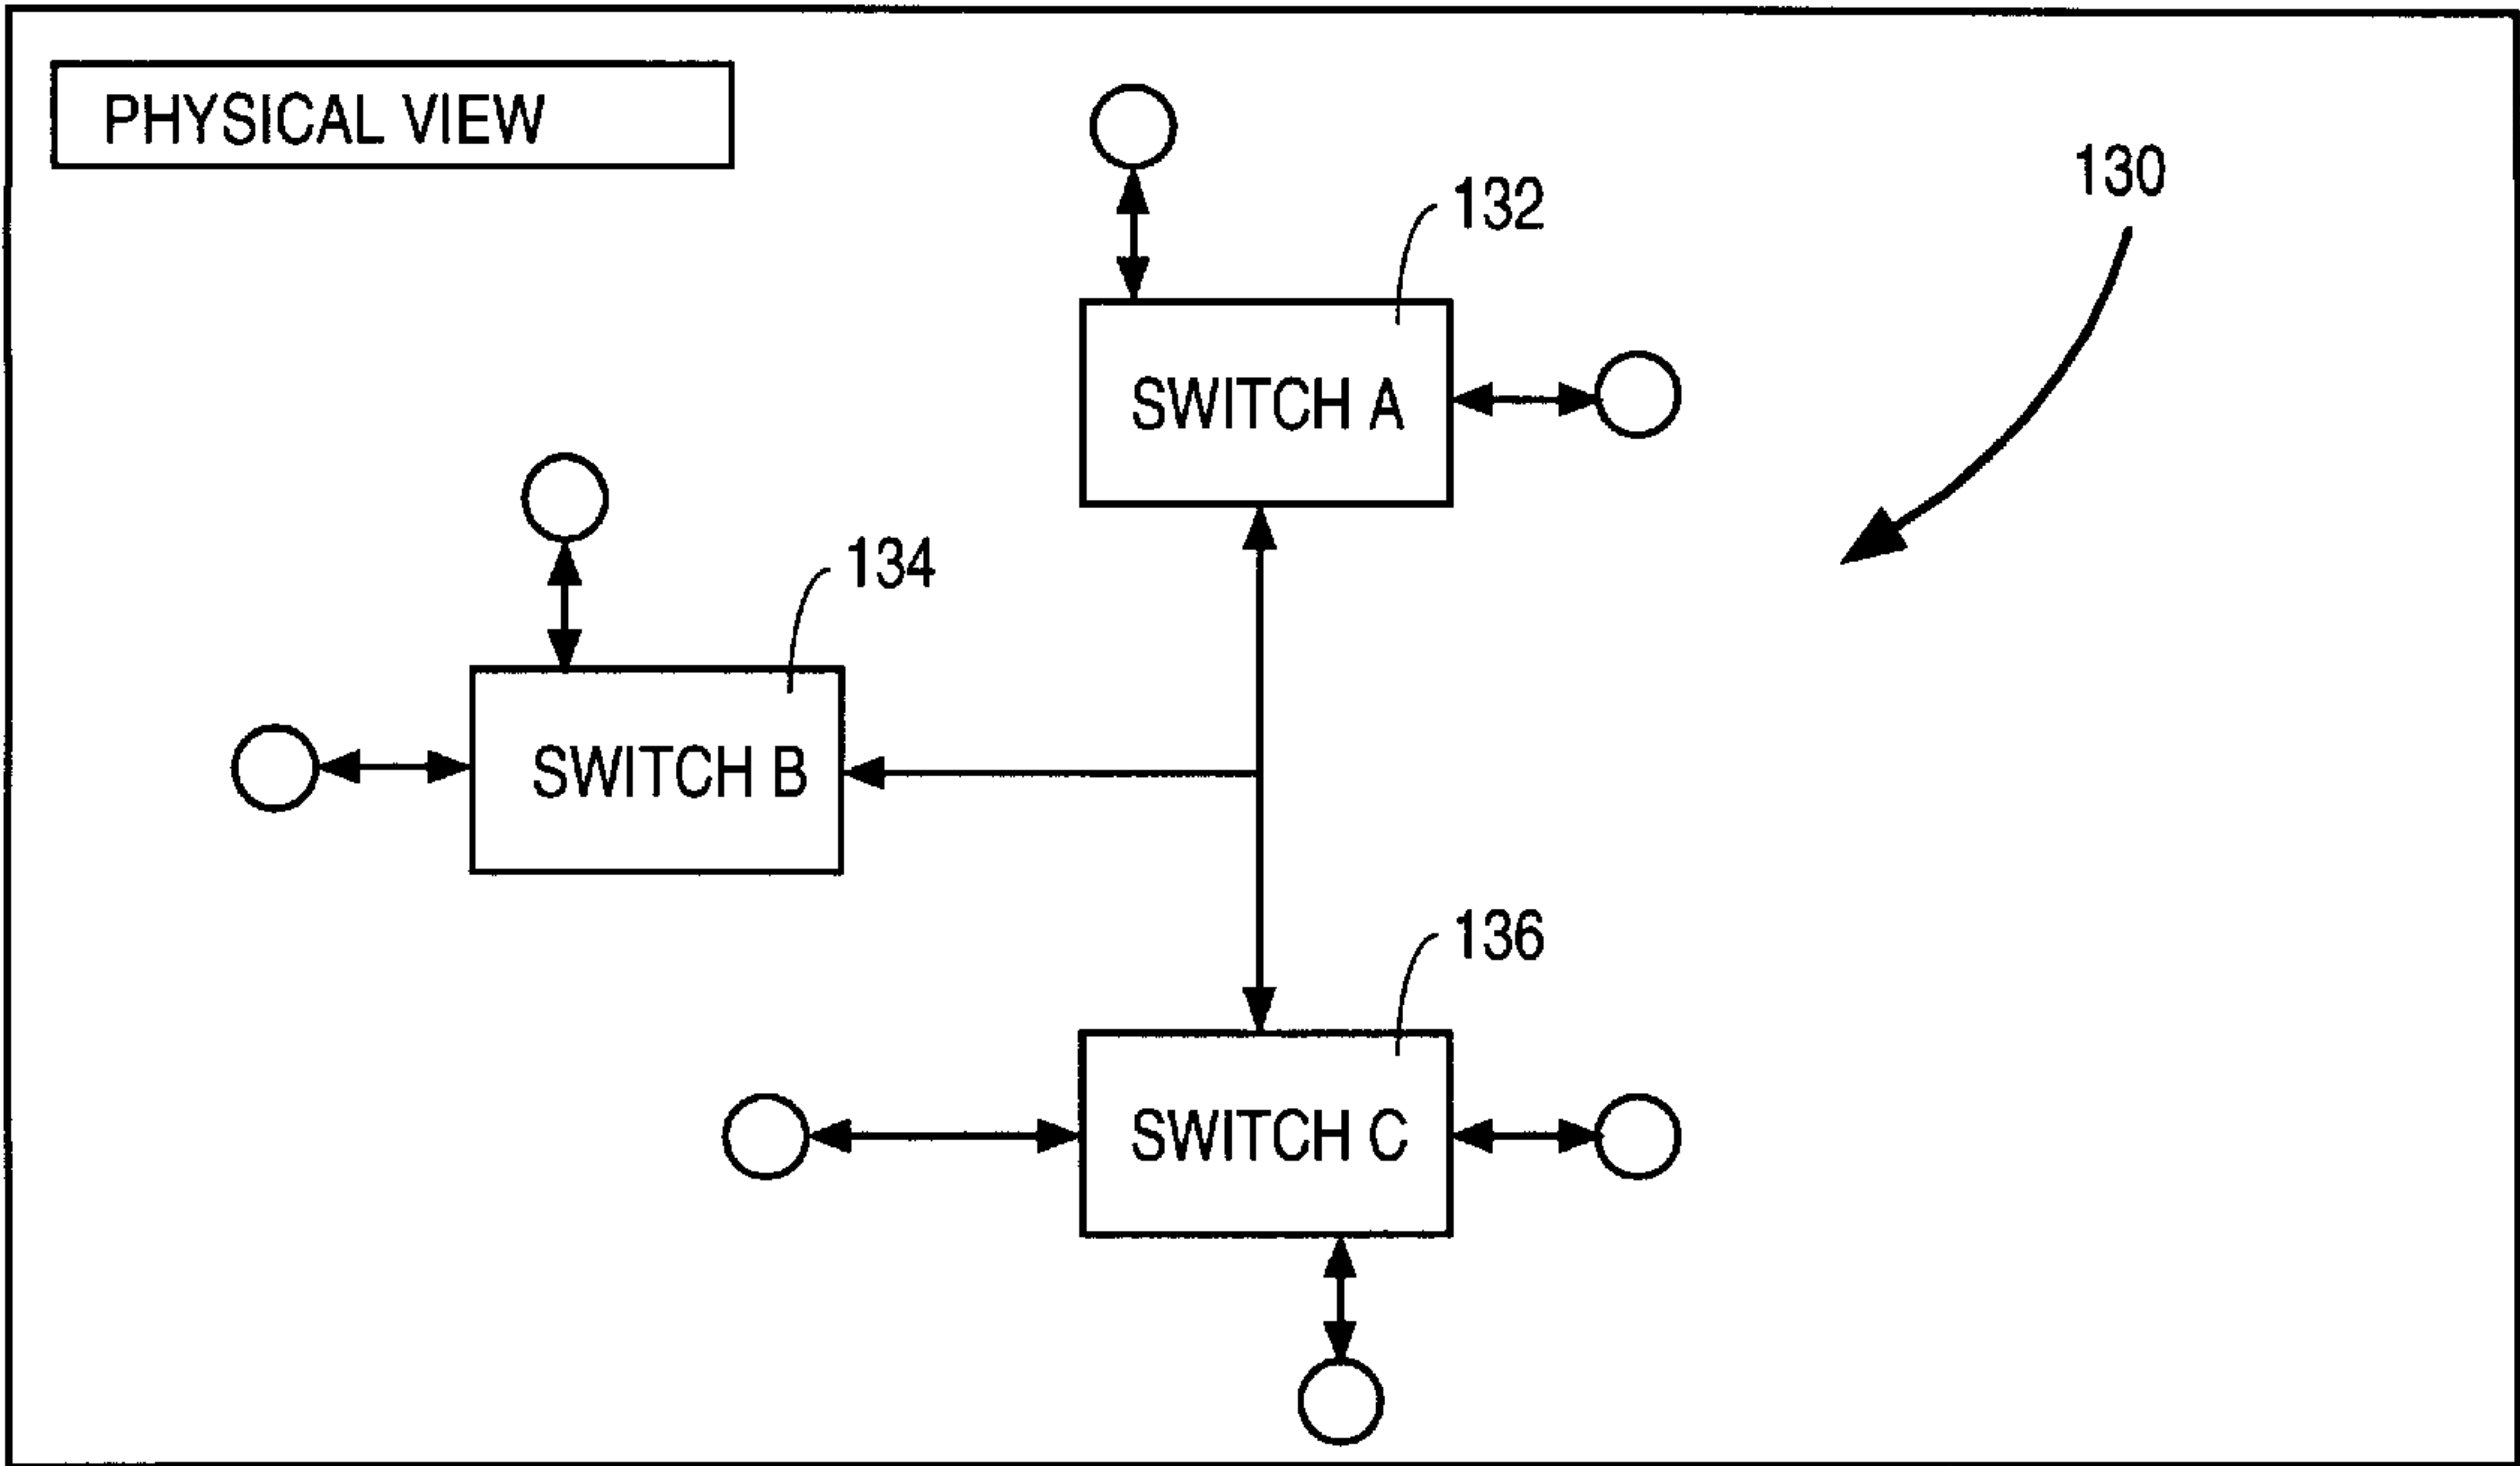 PHYSICAL VIEW
130
132
SWITCH A
134
SWITCH B
136
SWITCH C